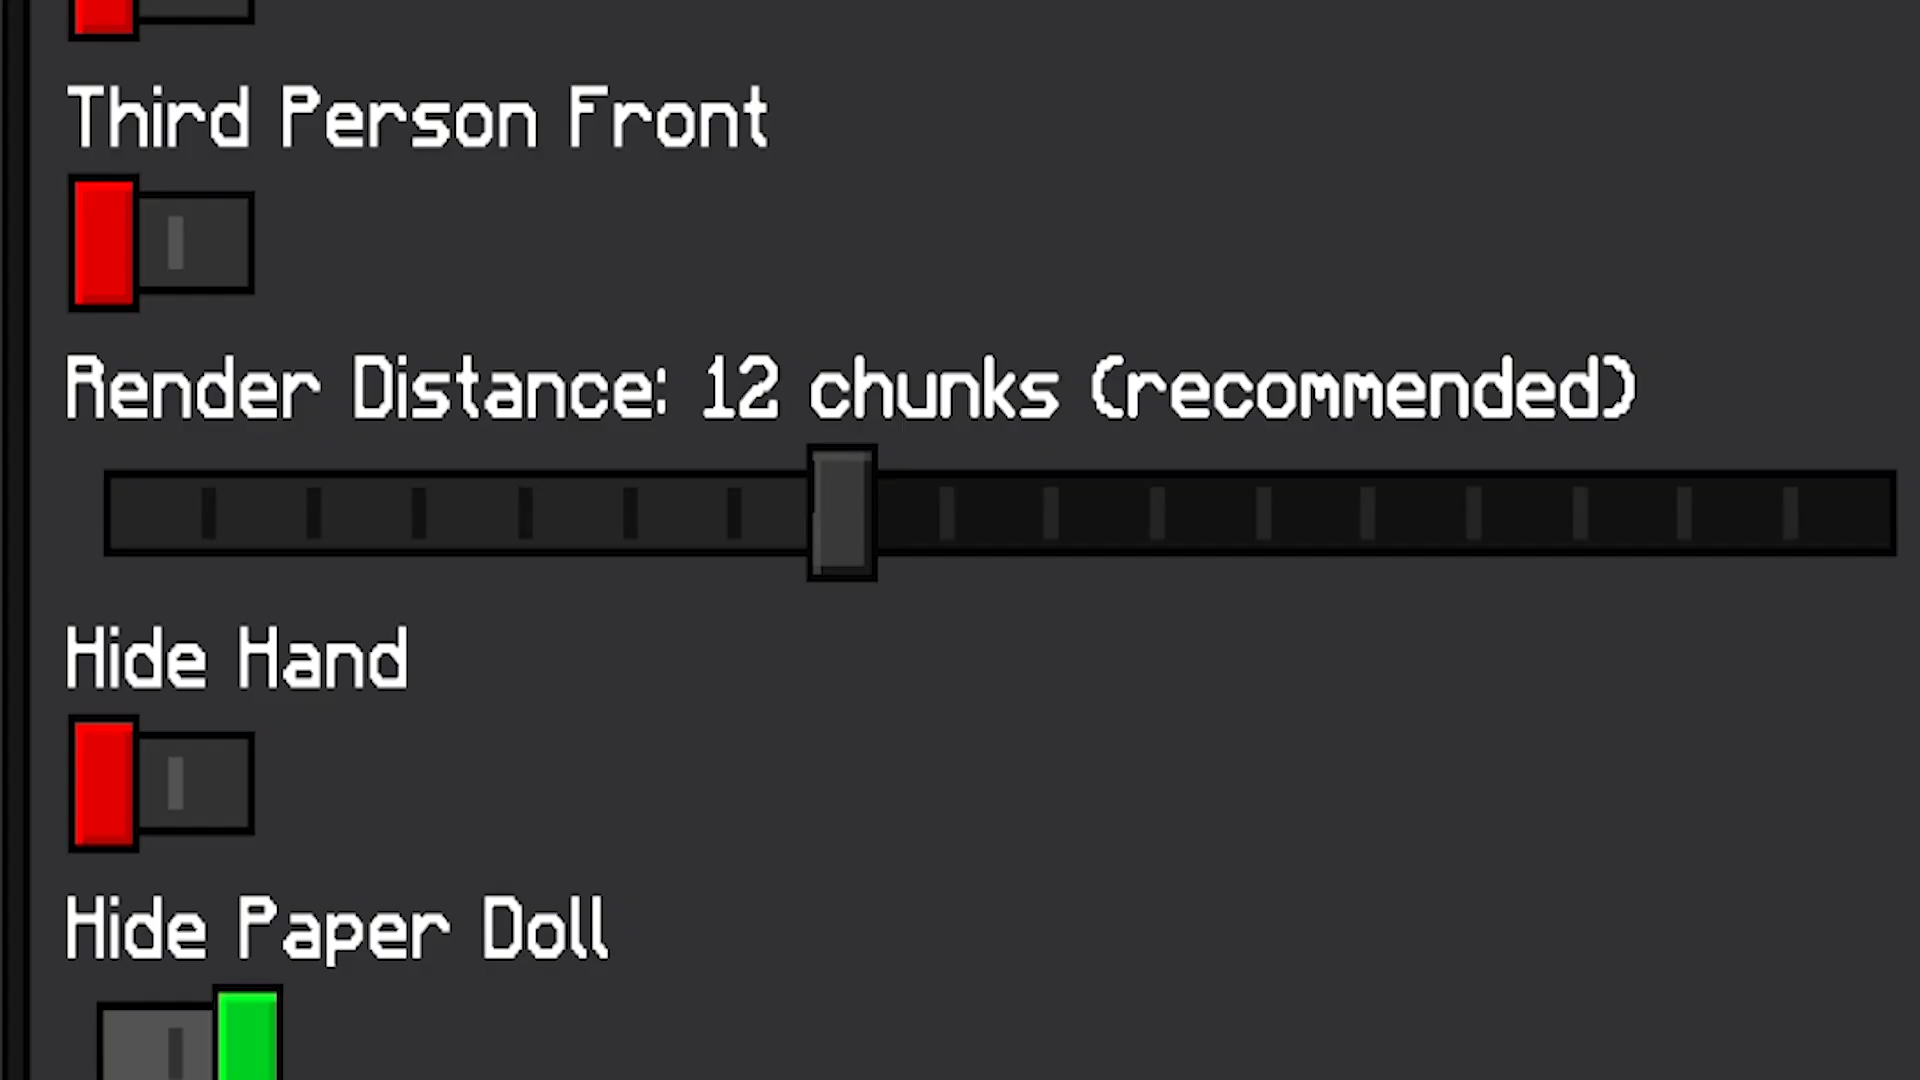 Third Person Front
Render Distance: 12 chunks (recommended)
Hide Hand
Hide Paper Doll